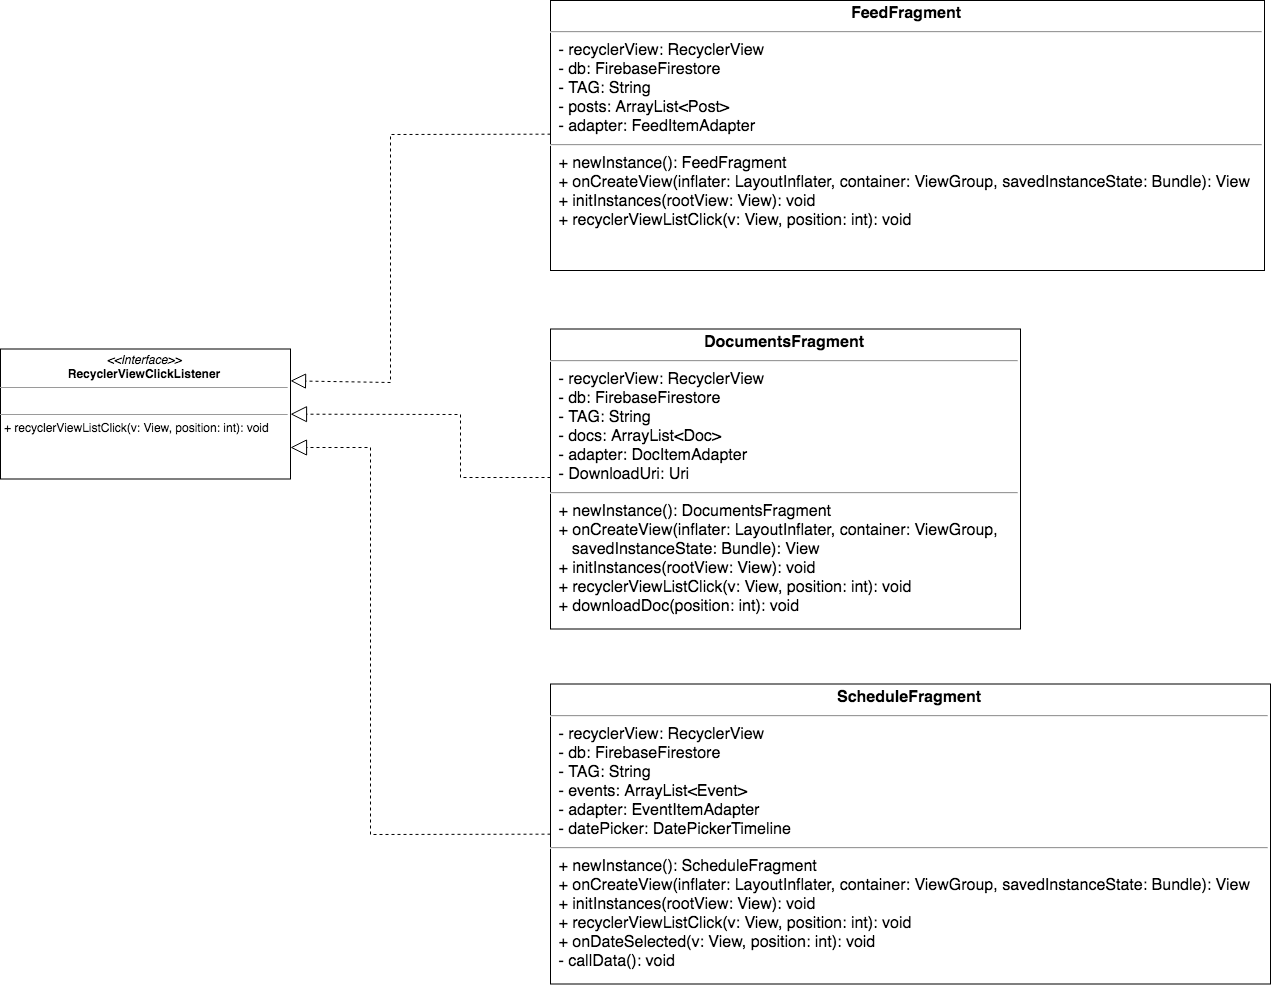 FeedFragment
- recyclerView: RecyclerView
- db: FirebaseFirestore
- TAG: String
- posts: ArrayList<Post>
- adapter: FeedItemAdapter
+ newInstance(): FeedFragment
+ onCreateView(inflater: LayoutInflater, container: ViewGroup, savedInstanceState: Bundle): View
+ initInstances(rootView: View): void
+ recyclerViewListClick(v: View, position: int): void
<<Interface>>
RecyclerViewClickListener
+ recyclerViewListClick(v: View, position: int): void
DocumentsFragment
- recyclerView: RecyclerView
- db: FirebaseFirestore
- TAG: String
- docs: ArrayList<Doc>
- adapter: DocItemAdapter
- DownloadUri: Uri
+ newInstance(): DocumentsFragment
+ onCreateView(inflater: LayoutInflater, container: ViewGroup,
savedInstanceState: Bundle): View
+ initInstances(rootView: View): void
+ recyclerViewListClick(v: View, position: int): void
+ downloadDoc(position: int): void
ScheduleFragment
- recyclerView: RecyclerView
- db: FirebaseFirestore
- TAG: String
- events: ArrayList<Event>
- adapter: EventItemAdapter
- datePicker: DatePickerTimeline
+ newInstance(): ScheduleFragment
+ onCreateView(inflater: LayoutInflater, container: ViewGroup, savedInstanceState: Bundle): View
+ initInstances(rootView: View): void
+ recyclerViewListClick(v: View, position: int): void
+ onDateSelected(v: View, position: int): void
- callData(): void